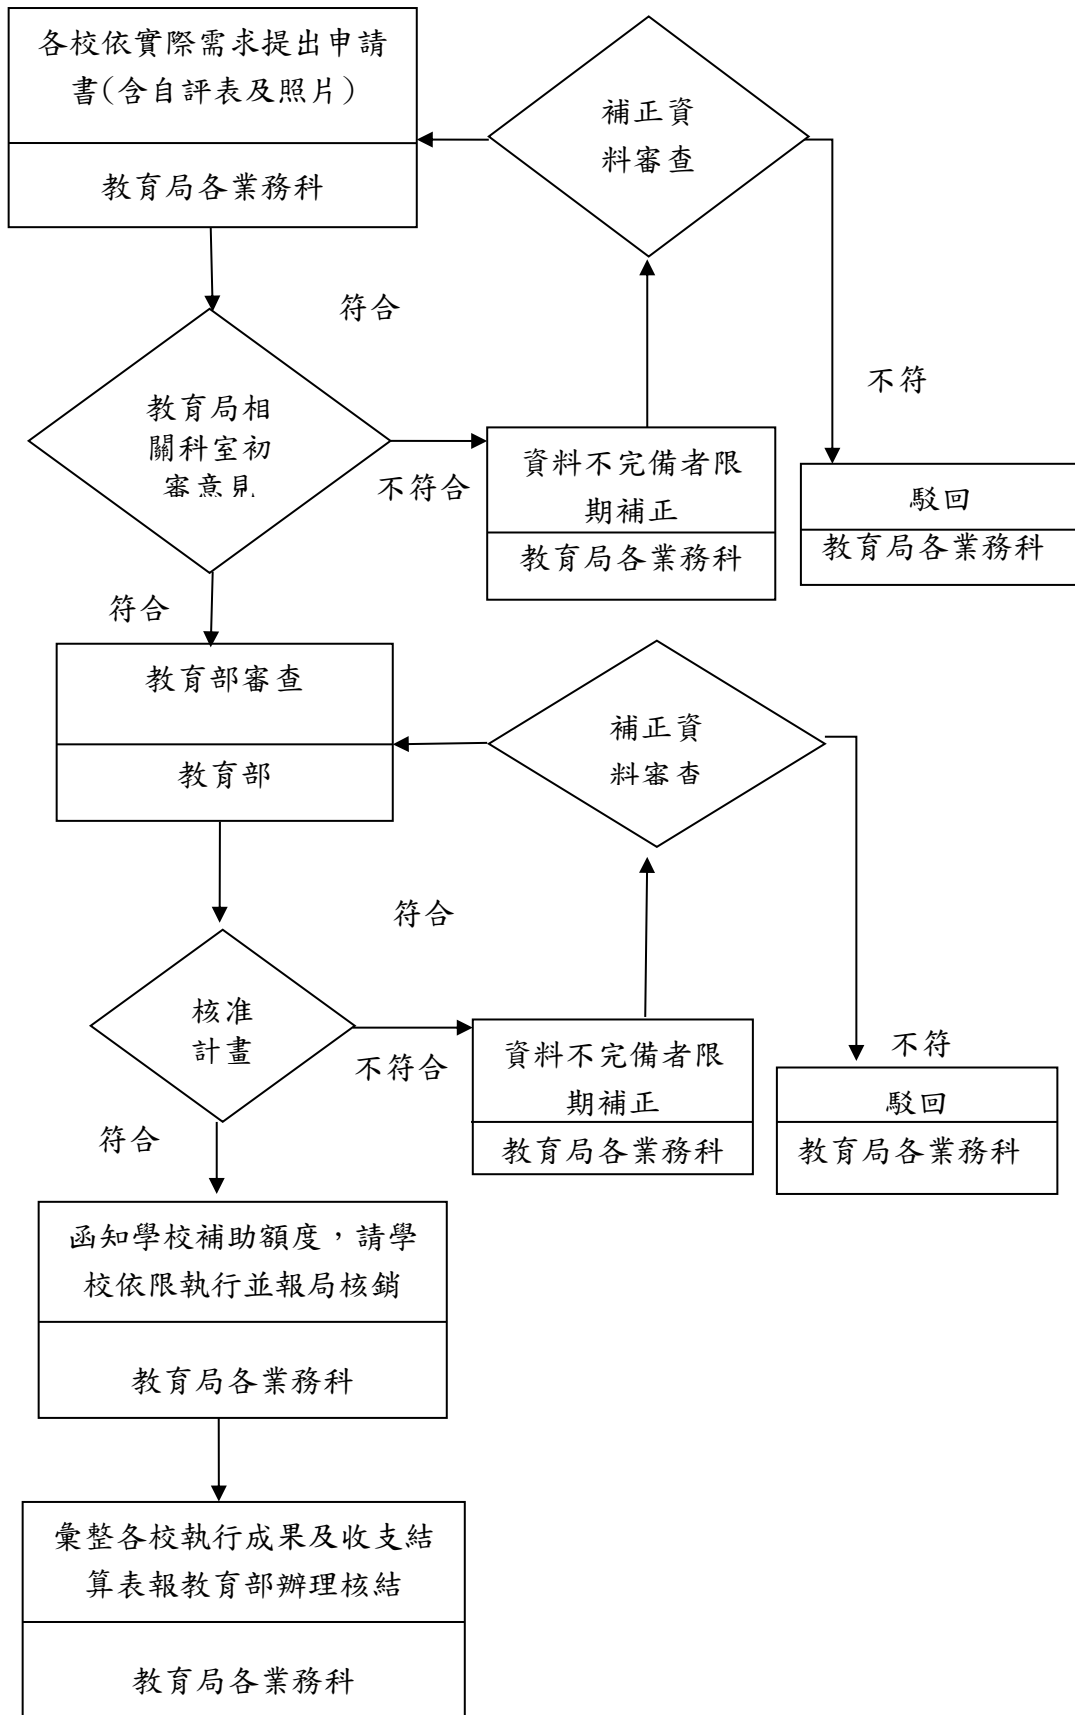 各校依實際需求提出申請
書(含自評表及照片)
教育局各業務科
補正資
料審查
符合
不符
教育局相
關科室初
審意見
不符合
資料不完備者限
期補正
教育局各業務科
駁回
教育局各業務科
符合
教育部審查
教育部
補正資
料審查
符合
核准
計畫
不符合
資料不完備者限
期補正
教育局各業務科
不符
駁回
教育局各業務科
符合
函知學校補助額度，請學
校依限執行並報局核銷
教育局各業務科
彙整各校執行成果及收支結
算表報教育部辦理核結
教育局各業務科